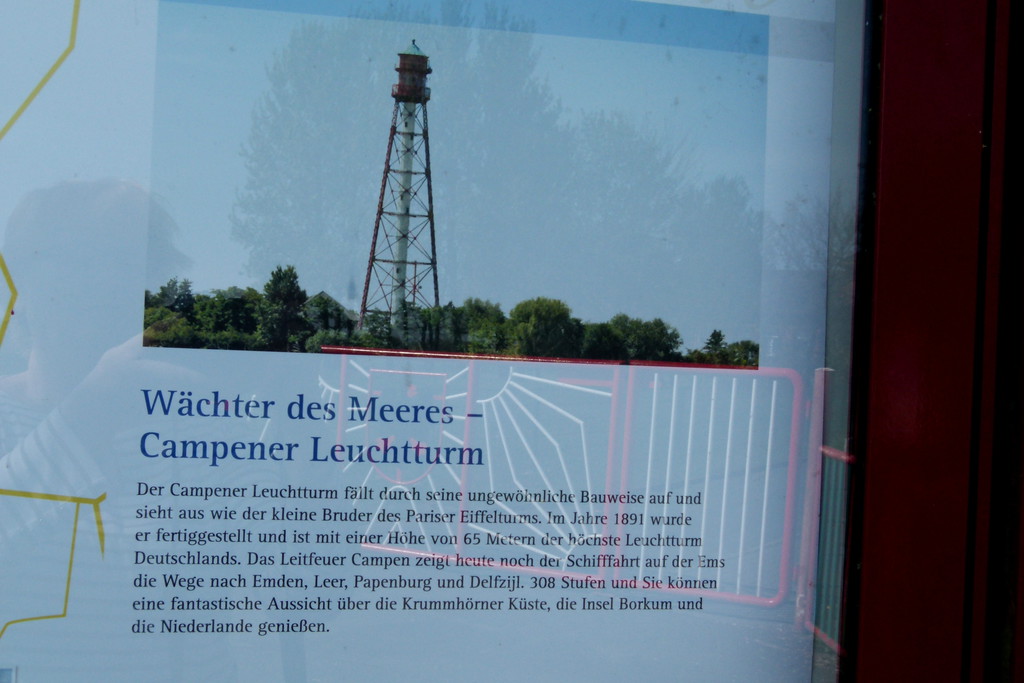 Wächter des Meeres –
Campener Leuchtturm
Der Campener Leuchtturm fällt durch seine ungewöhnliche Bauweise auf und
sieht aus wie der kleine Bruder des Pariser Eiffelturms. Im Jahre 1891 wurde
er fertiggestellt und ist mit einer Höhe von 65 Metern der höchste Leuchtturm
Deutschlands. Das Leitfeuer Campen zeigt heute noch der Schifffahrt auf der Ems
die Wege nach Emden, Leer, Papenburg und Delfzijl. 308 Stufen und Sie können
eine fantastische Aussicht über die Krummhörner Küste, die Insel Borkum und
die Niederlande genießen.